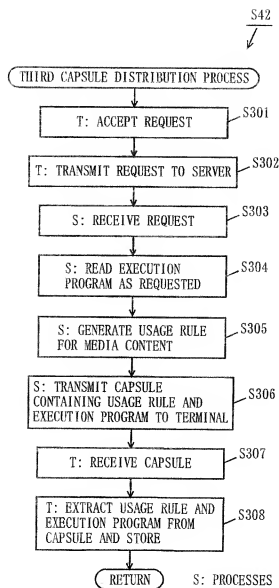 S42
THIRD CAPSULE DISTRIBUTION PROCESS
S301
T: ACCEPT REQUEST
S302
T: TRANSMIT REQUEST TO SERVER
S303
S: RECEIVE REQUEST
S304
S: READ EXECUTION
PROGRAM AS REQUESTED
S305
S: GENERATE USAGE RULE
FOR MEDIA CONTENT
S306
S: TRANSMIT CAPSULE
CONTAINING USAGE RULE AND
EXECUTION PROGRAM TO TERMINAL
S307
T: RECEIVE CAPSULE
S308
T: EXTRACT USAGE RULE AND
EXECUTION PROGRAM FROM
CAPSULE AND STORE
RETURN
S: PROCESSES